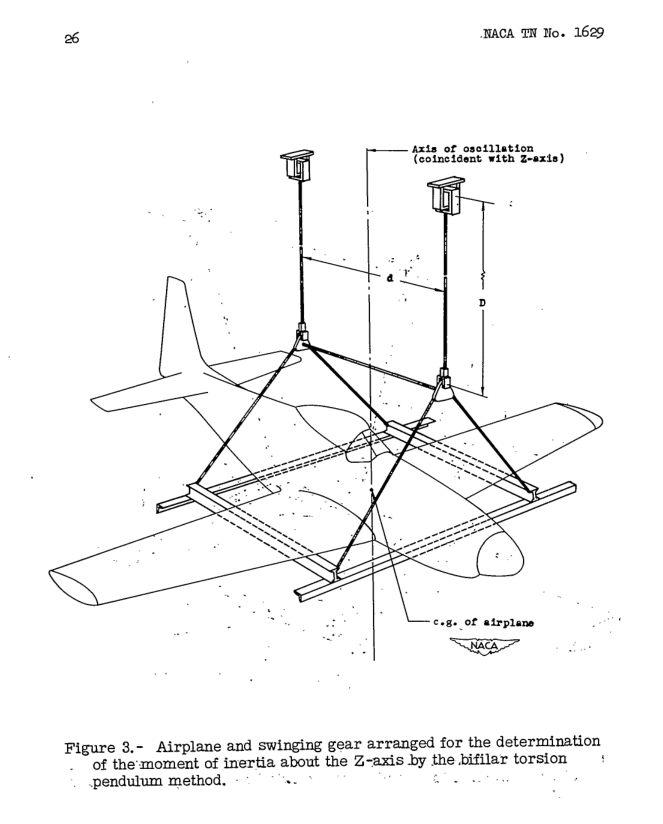 26
NACA TN No. 1629
Axis of oscillation
(coincident with Z-axis)
d
D
c.g. of airplane
NACA
Figure 3.- Airplane and swinging gear arranged for the determination
of the moment of inertia about the Z-axis by the bifilar torsion
pendulum method.